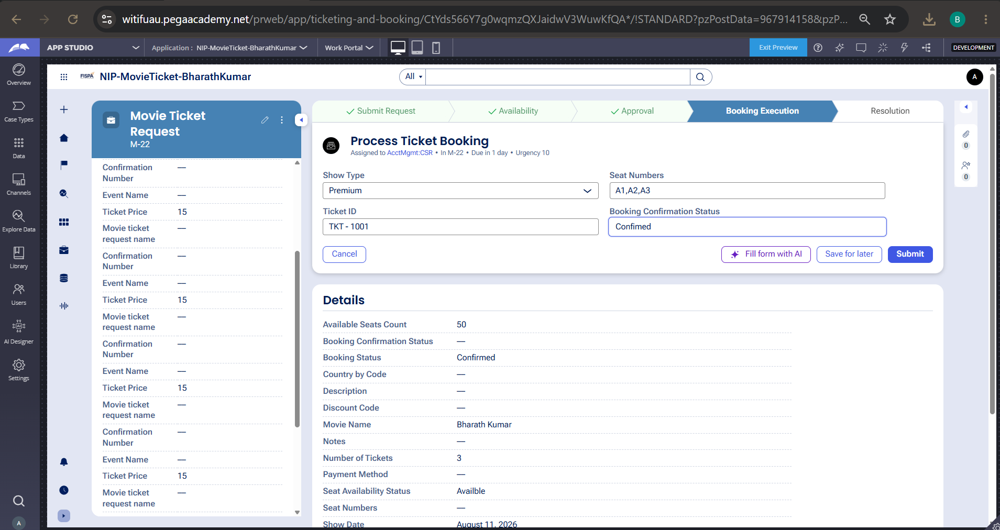 witifuau.pegaacademy.net/prweb/app/ticketing-and-booking/CtYds566Y7g0wqmzQXJaidwV3WuwKfQA*/!STANDARD?pzPostData=967914158&pzP...
B
APP STUDIO
Application : NIP-MovieTicket-BharathKumar
Work Portal
Exit Preview
DEVELOPMENT
Overview
Case Types
Data
Channels
Explore Data
Library
Users
AI
AI Designer
Settings
A
FISPA
NIP-MovieTicket-BharathKumar
All
A
Movie Ticket
Request
M-22
Confirmation
Number
—
Event Name —
Ticket Price 15
Movie ticket
request name
—
Confirmation
Number
—
Event Name —
Ticket Price 15
Movie ticket
request name
—
Confirmation
Number
—
Event Name —
Ticket Price 15
Movie ticket
request name
—
Confirmation
Number
—
Event Name —
Ticket Price 15
Movie ticket
request name
—
Submit Request
Availability
Approval
Booking Execution
Resolution
Process Ticket Booking
Assigned to AcctMgmt:CSR • In M-22 • Due in 1 day • Urgency 10
Show Type
Premium
Seat Numbers
A1,A2,A3
Ticket ID
TKT - 1001
Booking Confirmation Status
Confimed
Cancel
Fill form with AI
Save for later
Submit
0
0
Details
Available Seats Count 50
Booking Confirmation Status —
Booking Status Confirmed
Country by Code —
Description —
Discount Code —
Movie Name Bharath Kumar
Notes —
Number of Tickets 3
Payment Method —
Seat Availability Status Availble
Seat Numbers —
Show Date August 11, 2026